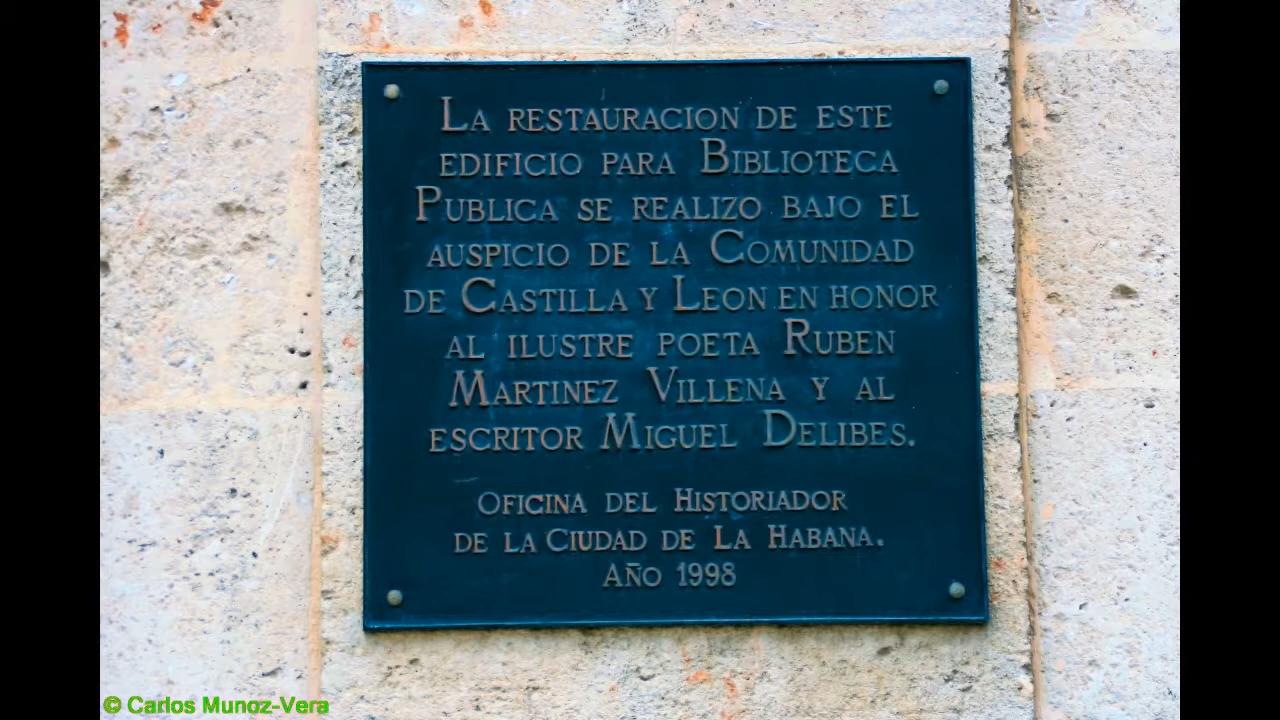 LA RESTAURACION DE ESTE
EDIFICIO PARA BIBLIOTECA
PUBLICA SE REALIZO BAJO EL
AUSPICIO DE LA COMUNIDAD
DE CASTILLA Y LEON EN HONOR
AL ILUSTRE POETA RUBEN
MARTINEZ VILLENA Y AL
ESCRITOR MIGUEL DELIBES.
OFICINA DEL HISTORIADOR
DE LA CIUDAD DE LA HABANA.
AÑO 1998
© Carlos Munoz-Vera